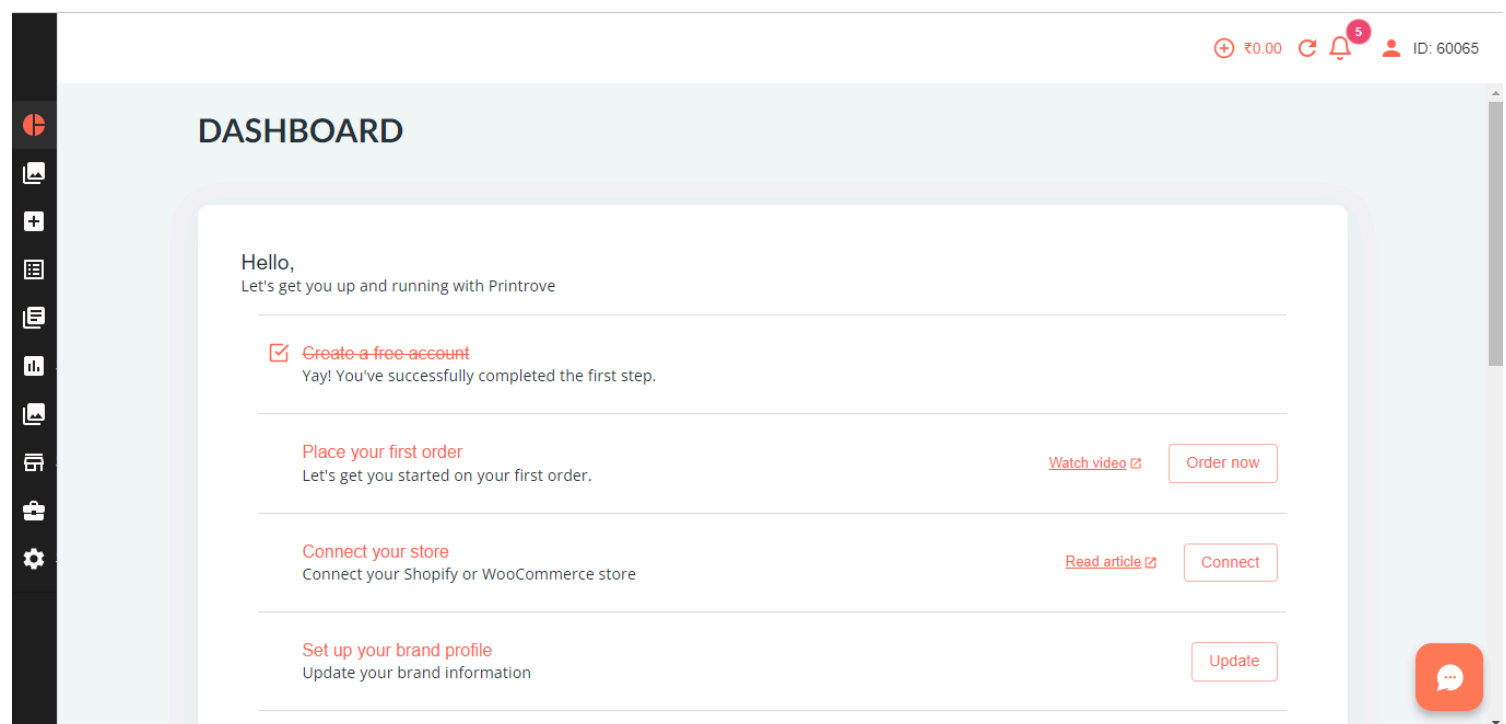 ₹0.00
5
ID: 60065
DASHBOARD
Hello,
Let's get you up and running with Printrove
Create a free account
Yay! You've successfully completed the first step.
Place your first order
Let's get you started on your first order.
Watch video
Order now
Connect your store
Connect your Shopify or WooCommerce store
Read article
Connect
Set up your brand profile
Update your brand information
Update